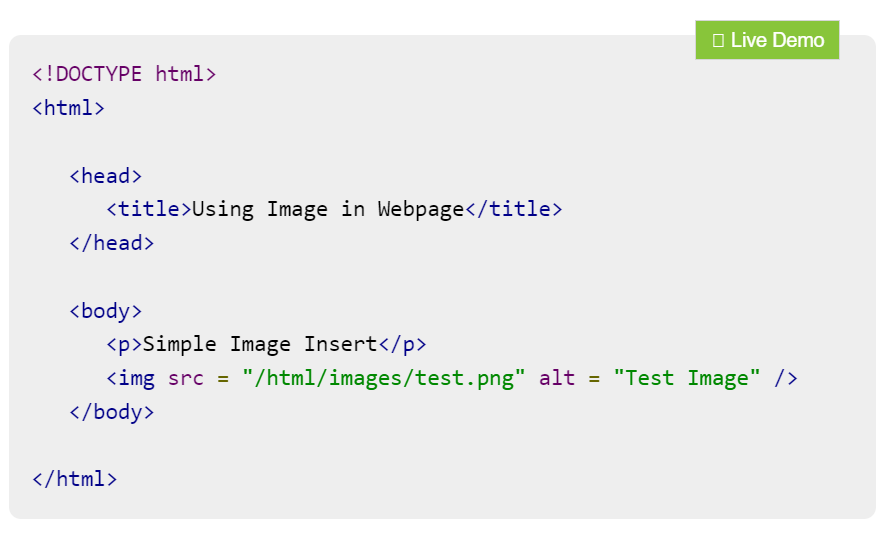 Live Demo
<!DOCTYPE html>
<html>
<head>
<title>Using Image in Webpage</title>
</head>
<body>
<p>Simple Image Insert</p>
<img src = "/html/images/test.png" alt = "Test Image" />
</body>
</html>